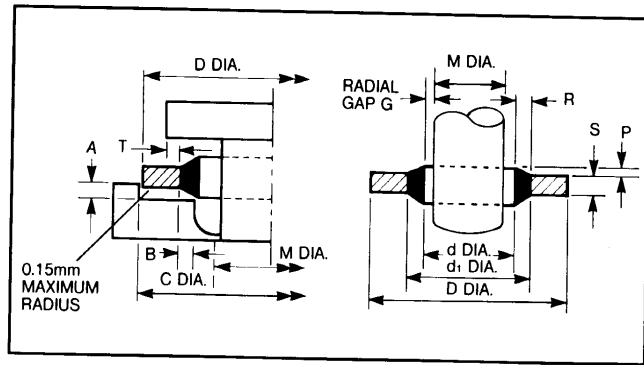 D DIA.
A
T
B
C DIA.
M DIA.
0.15mm
MAXIMUM
RADIUS
M DIA.
RADIAL
GAP G
R
S
P
d DIA.
d1 DIA.
D DIA.